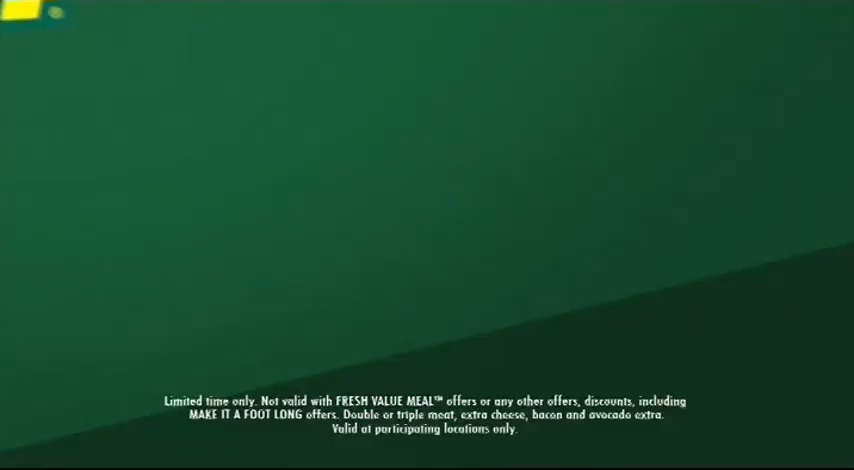 Limited time only. Not valid with FRESH VALUE MEAL™ offers or any other offers, discounts, including
MAKE IT A FOOT LONG offers. Double or triple meat, extra cheese, bacon and avocado extra.
Valid at participating locations only.